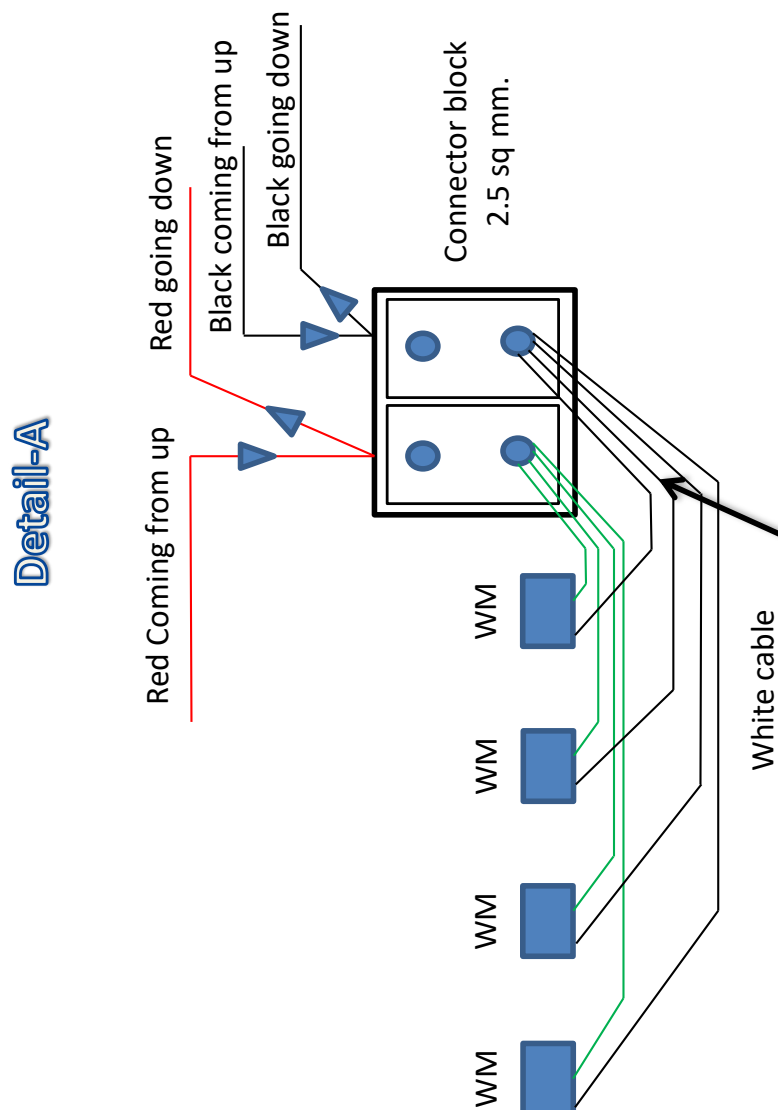 Detail-A
Red Coming from up
Red going down
Black coming from up
Black going down
Connector block
2.5 sq mm.
WM
WM
WM
WM
White cable